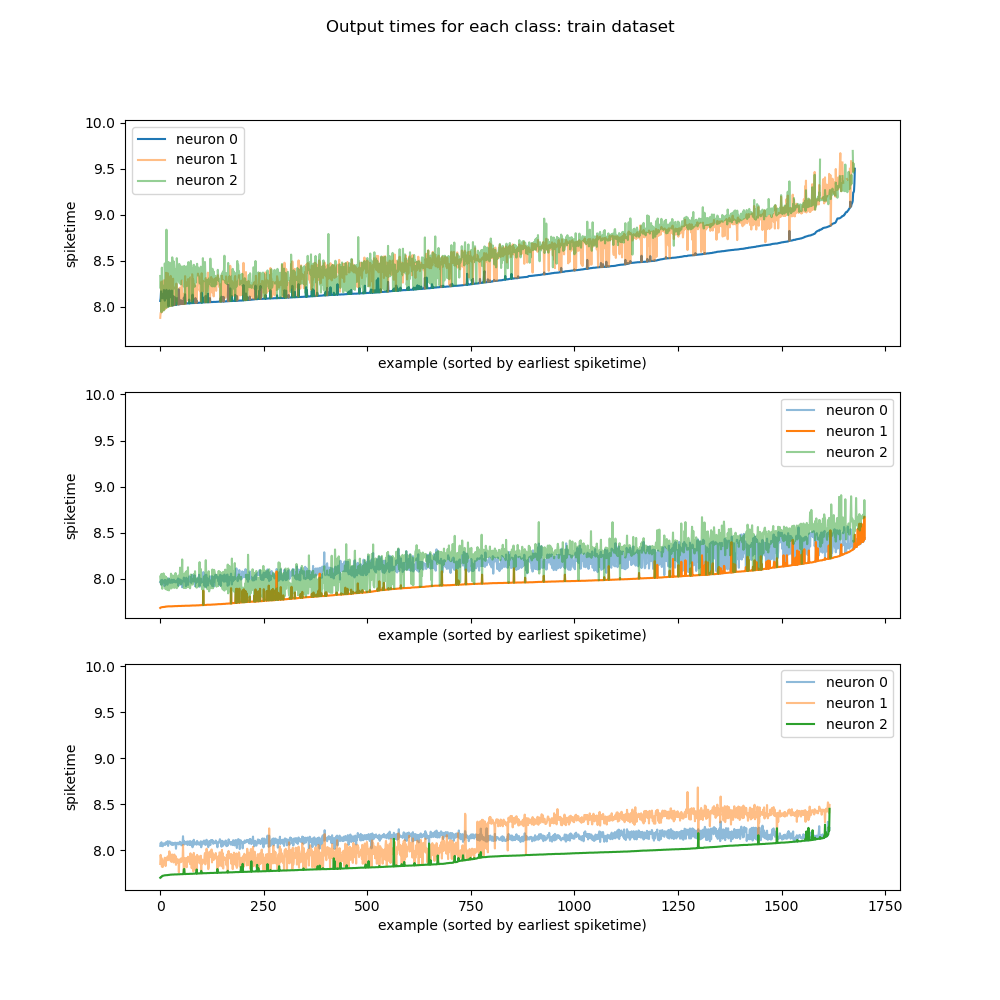 Output times for each class: train dataset
10.0
9.5
9.0
8.5
8.0
spiketime
neuron 0
neuron 1
neuron 2
example (sorted by earliest spiketime)
10.0
9.5
9.0
8.5
8.0
spiketime
neuron 0
neuron 1
neuron 2
example (sorted by earliest spiketime)
10.0
9.5
9.0
8.5
8.0
spiketime
neuron 0
neuron 1
neuron 2
0 250 500 750 1000 1250 1500 1750
example (sorted by earliest spiketime)